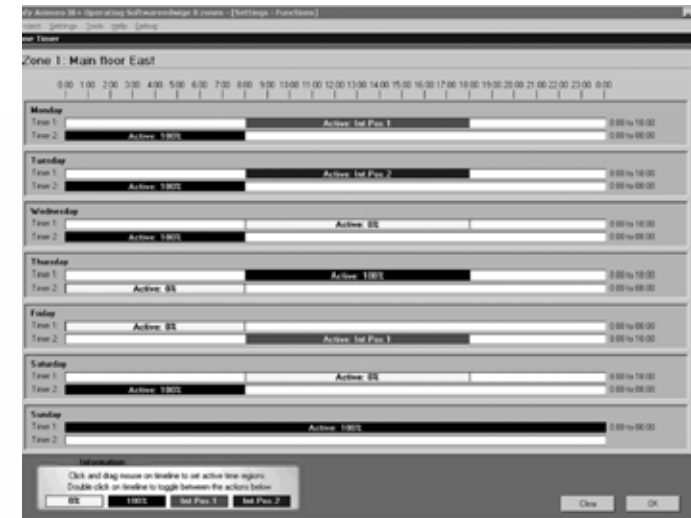 Settings Tools Help Debug
Zone 1: Main floor East
0:00 1:00 2:00 3:00 4:00 5:00 6:00 7:00 8:00 9:00 10:00 11:00 12:00 13:00 14:00 15:00 16:00 17:00 18:00 19:00 20:00 21:00 22:00 23:00 0:00
Monday
Timer 1: Active: Int.Pos.1
Timer 2: Active: 100%
Tuesday
Timer 1: Active: Int.Pos.2
Timer 2: Active: 100%
Wednesday
Timer 1: Active: 0%
Timer 2: Active: 100%
Thursday
Timer 1: Active: 100%
Timer 2: Active: 0%
Friday
Timer 1: Active: 0%
Timer 2: Active: Int.Pos.1
Saturday
Timer 1: Active: 0%
Timer 2: Active: 100%
Sunday
Timer 1: Active: 100%
Timer 2:
Information
Click and drag mouse on timeline to set active time regions.
Double click on timeline to toggle between the actions below
0% 100% Int.Pos.1 Int.Pos.2
Clear OK